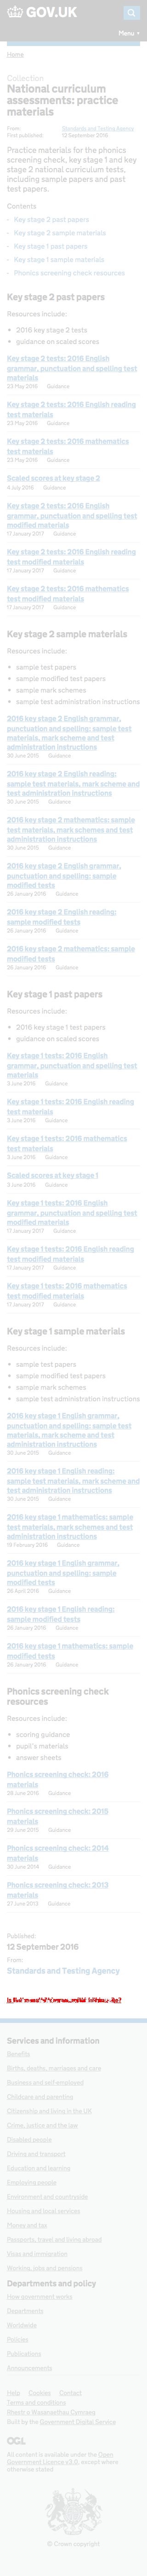 GOV.UK
Menu
Home
Collection
National curriculum
assessments: practice
materials
From: Standards and Testing Agency
First published: 12 September 2016
Practice materials for the phonics
screening check, key stage 1 and key
stage 2 national curriculum tests,
including sample papers and past
test papers.
Contents
Key stage 2 past papers
Key stage 2 sample materials
Key stage 1 past papers
Key stage 1 sample materials
Phonics screening check resources
Key stage 2 past papers
Resources include:
2016 key stage 2 tests
guidance on scaled scores
Key stage 2 tests: 2016 English
grammar, punctuation and spelling test
materials
23 May 2016 Guidance
Key stage 2 tests: 2016 English reading
test materials
23 May 2016 Guidance
Key stage 2 tests: 2016 mathematics
test materials
23 May 2016 Guidance
Scaled scores at key stage 2
4 July 2016 Guidance
Key stage 2 tests: 2016 English
grammar, punctuation and spelling test
modified materials
17 January 2017 Guidance
Key stage 2 tests: 2016 English reading
test modified materials
17 January 2017 Guidance
Key stage 2 tests: 2016 mathematics
test modified materials
17 January 2017 Guidance
Key stage 2 sample materials
Resources include:
sample test papers
sample modified test papers
sample mark schemes
sample test administration instructions
2016 key stage 2 English grammar,
punctuation and spelling: sample test
materials, mark scheme and test
administration instructions
30 June 2015 Guidance
2016 key stage 2 English reading:
sample test materials, mark scheme and
test administration instructions
30 June 2015 Guidance
2016 key stage 2 mathematics: sample
test materials, mark schemes and test
administration instructions
30 June 2015 Guidance
2016 key stage 2 English grammar,
punctuation and spelling: sample
modified tests
26 January 2016 Guidance
2016 key stage 2 English reading:
sample modified tests
26 January 2016 Guidance
2016 key stage 2 mathematics: sample
modified tests
26 January 2016 Guidance
Key stage 1 past papers
Resources include:
2016 key stage 1 test papers
guidance on scaled scores
Key stage 1 tests: 2016 English
grammar, punctuation and spelling test
materials
3 June 2016 Guidance
Key stage 1 tests: 2016 English reading
test materials
3 June 2016 Guidance
Key stage 1 tests: 2016 mathematics
test materials
3 June 2016 Guidance
Scaled scores at key stage 1
3 June 2016 Guidance
Key stage 1 tests: 2016 English
grammar, punctuation and spelling test
modified materials
17 January 2017 Guidance
Key stage 1 tests: 2016 English reading
test modified materials
17 January 2017 Guidance
Key stage 1 tests: 2016 mathematics
test modified materials
17 January 2017 Guidance
Key stage 1 sample materials
Resources include:
sample test papers
sample modified test papers
sample mark schemes
sample test administration instructions
2016 key stage 1 English grammar,
punctuation and spelling: sample test
materials, mark scheme and test
administration instructions
30 June 2015 Guidance
2016 key stage 1 English reading:
sample test materials, mark scheme and
test administration instructions
30 June 2015 Guidance
2016 key stage 1 mathematics: sample
test materials, mark schemes and test
administration instructions
19 February 2016 Guidance
2016 key stage 1 English grammar,
punctuation and spelling: sample
modified tests
26 April 2016 Guidance
2016 key stage 1 English reading:
sample modified tests
26 January 2016 Guidance
2016 key stage 1 mathematics: sample
modified tests
26 January 2016 Guidance
Phonics screening check
resources
Resources include:
scoring guidance
pupil's materials
answer sheets
Phonics screening check: 2016
materials
28 June 2016 Guidance
Phonics screening check: 2015
materials
29 June 2015 Guidance
Phonics screening check: 2014
materials
30 June 2014 Guidance
Phonics screening check: 2013
materials
27 June 2013 Guidance
Published:
12 September 2016
From:
Standards and Testing Agency
Services and information
Benefits
Births, deaths, marriages and care
Business and self-employed
Childcare and parenting
Citizenship and living in the UK
Crime, justice and the law
Disabled people
Driving and transport
Education and learning
Employing people
Environment and countryside
Housing and local services
Money and tax
Passports, travel and living abroad
Visas and immigration
Working, jobs and pensions
Departments and policy
How government works
Departments
Worldwide
Policies
Publications
Announcements
Help Cookies Contact
Terms and conditions
Rhestr o Wasanaethau Cymraeg
Built by the Government Digital Service
OGL
All content is available under the Open
Government Licence v3.0, except where
otherwise stated
© Crown copyright